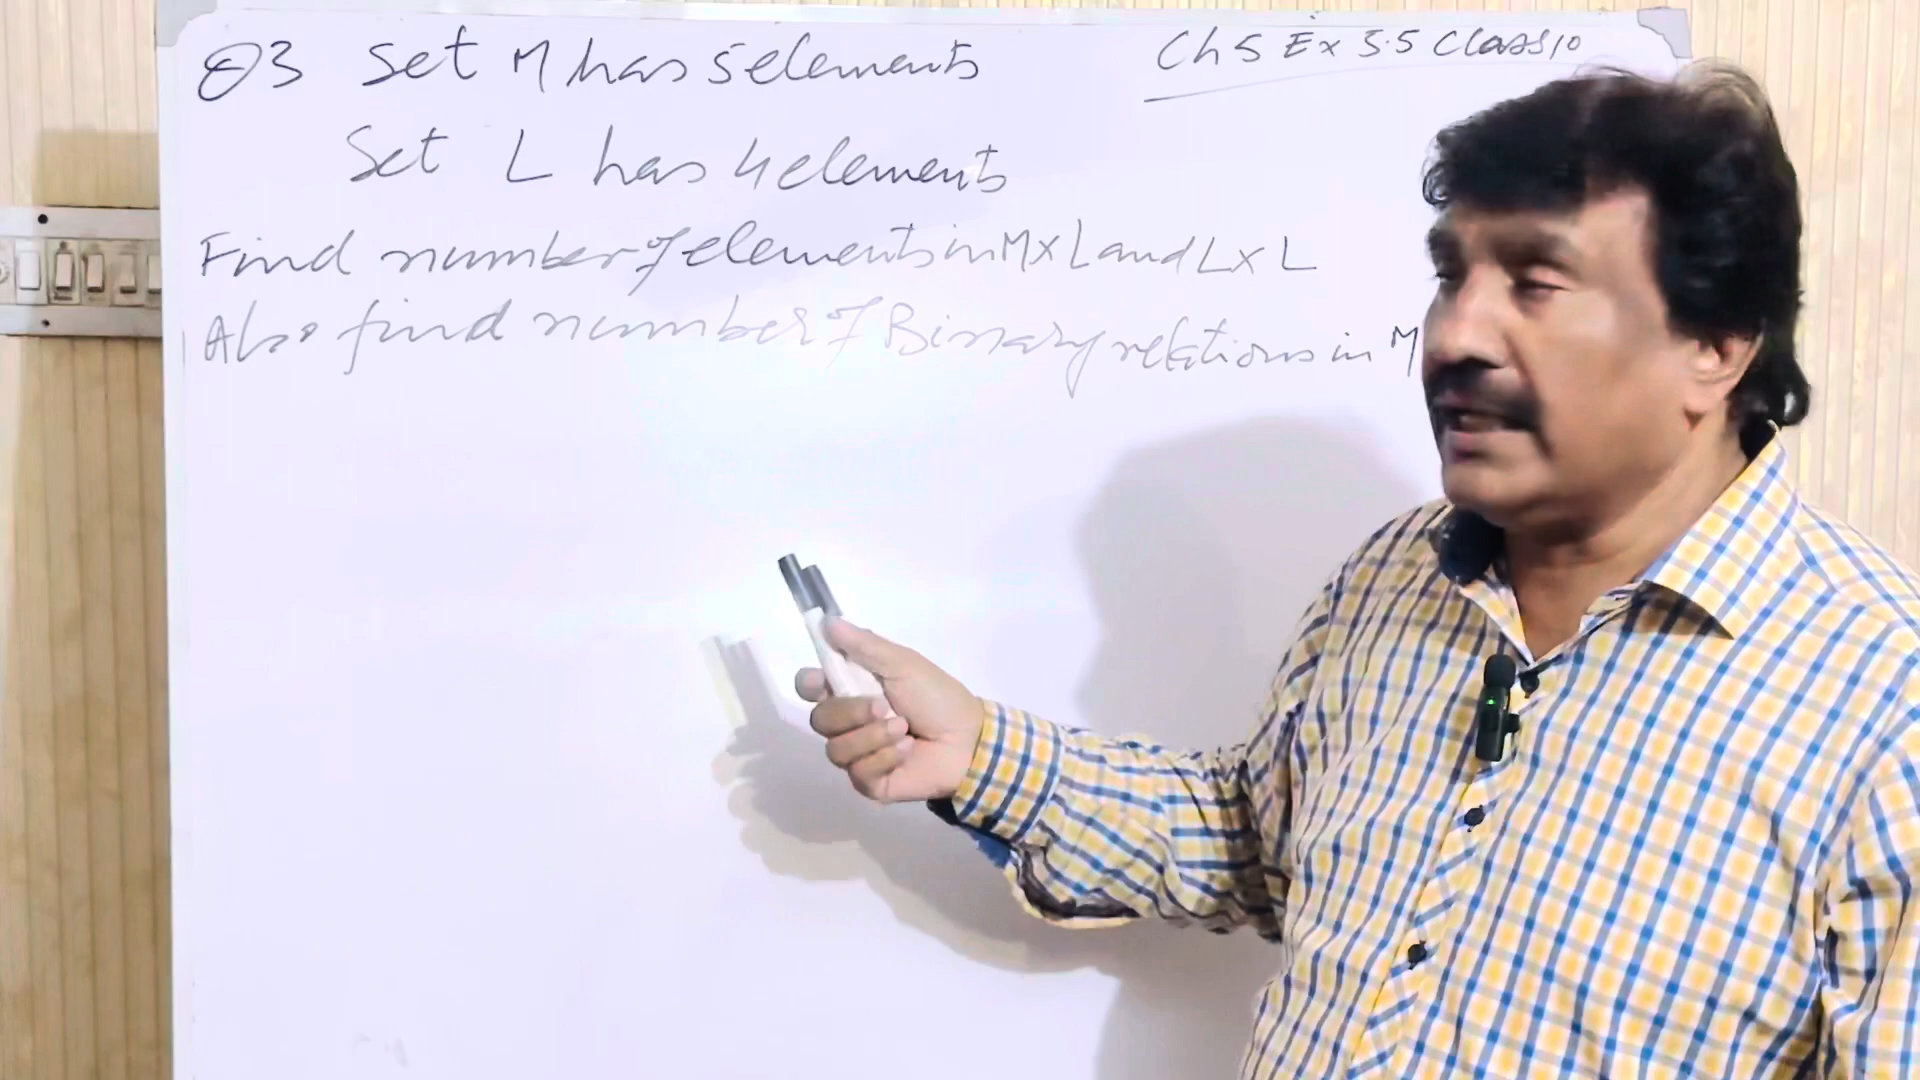 Q3 Set M has 5 elements
Ch 5 Ex 5.5 Class 10
Set L has 4 elements
Find number of elements in M x L and L x L
Also find number of Binary relations in M